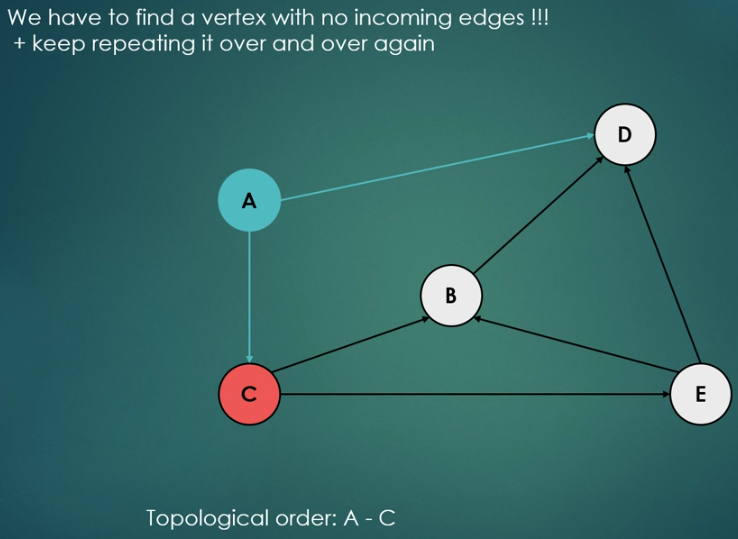 We have to find a vertex with no incoming edges !!!
+ keep repeating it over and over again
D
A
B
C
E
Topological order: A - C